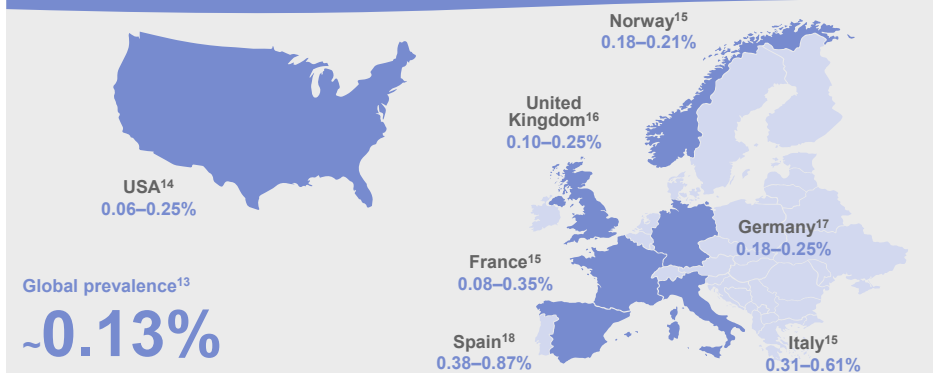 Norway15
0.18–0.21%
United
Kingdom16
0.10–0.25%
USA14
0.06–0.25%
Germany17
0.18–0.25%
France15
0.08–0.35%
Global prevalence13
~0.13%
Spain18
0.38–0.87%
Italy15
0.31–0.61%